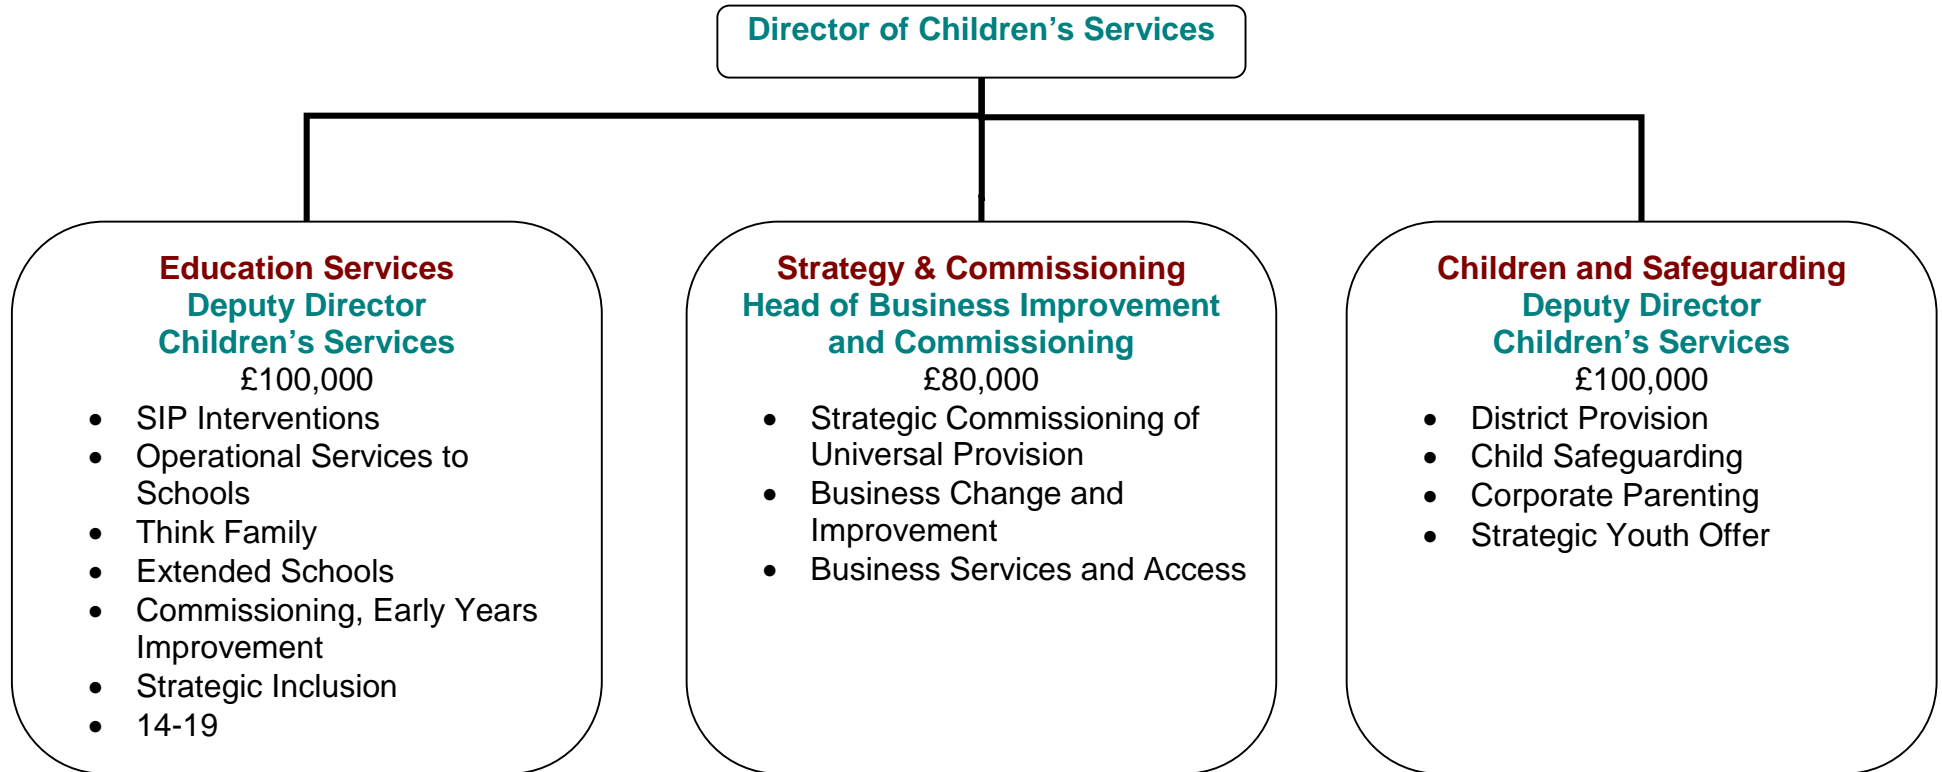 Director of Children’s Services
Education Services
Deputy Director
Children’s Services
£100,000
• SIP Interventions
• Operational Services to
Schools
• Think Family
• Extended Schools
• Commissioning, Early Years
Improvement
• Strategic Inclusion
• 14-19
Strategy & Commissioning
Head of Business Improvement
and Commissioning
£80,000
• Strategic Commissioning of
Universal Provision
• Business Change and
Improvement
• Business Services and Access
Children and Safeguarding
Deputy Director
Children’s Services
£100,000
• District Provision
• Child Safeguarding
• Corporate Parenting
• Strategic Youth Offer